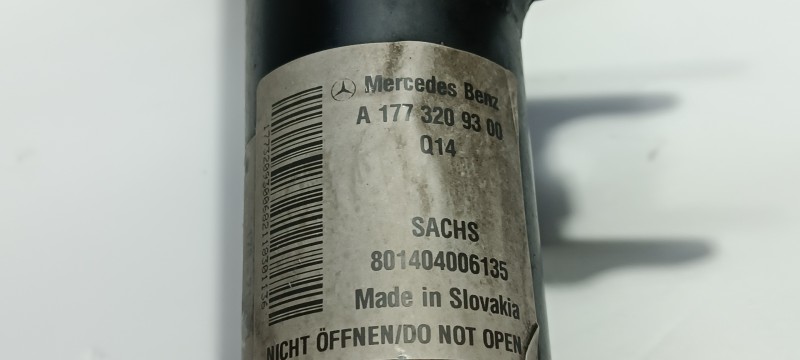 Mercedes Benz
A 177 320 93 00
Q14
SACHS
801404006135
Made in Slovakia
NICHT ÖFFNEN/DO NOT OPEN